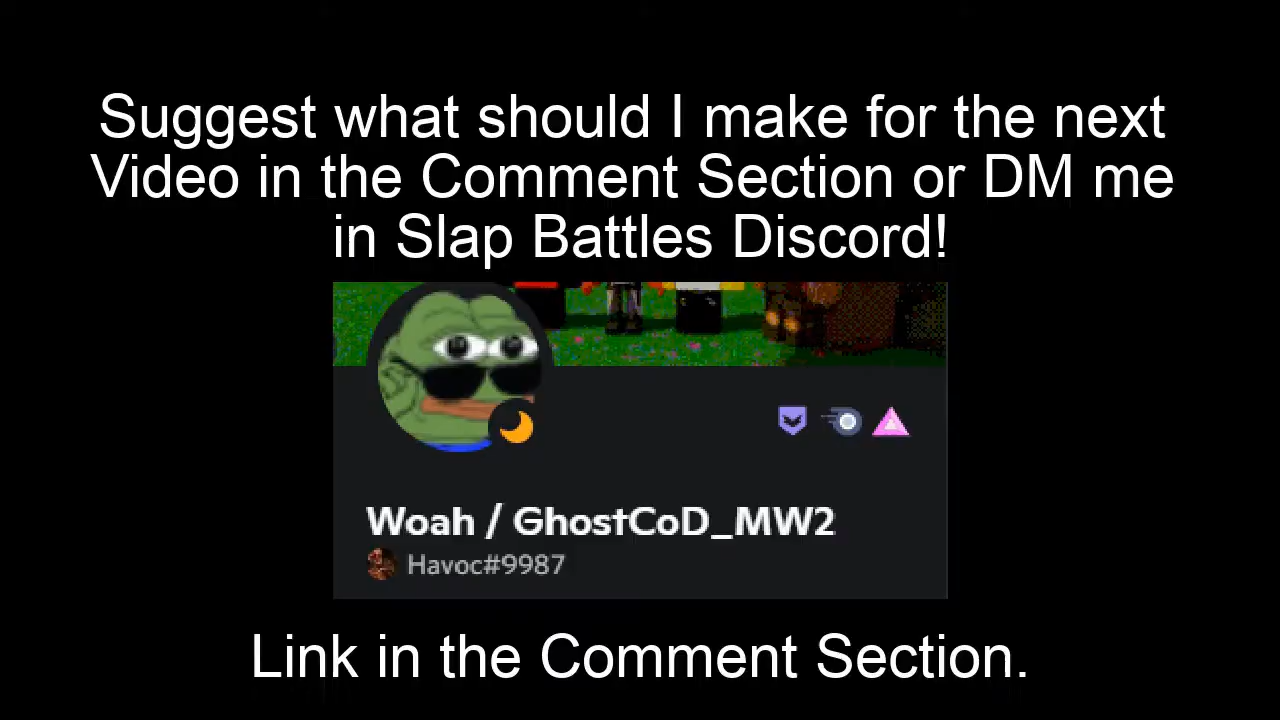 Suggest what should I make for the next
Video in the Comment Section or DM me
in Slap Battles Discord!
Woah / GhostCoD_MW2
Havoc#9987
Link in the Comment Section.